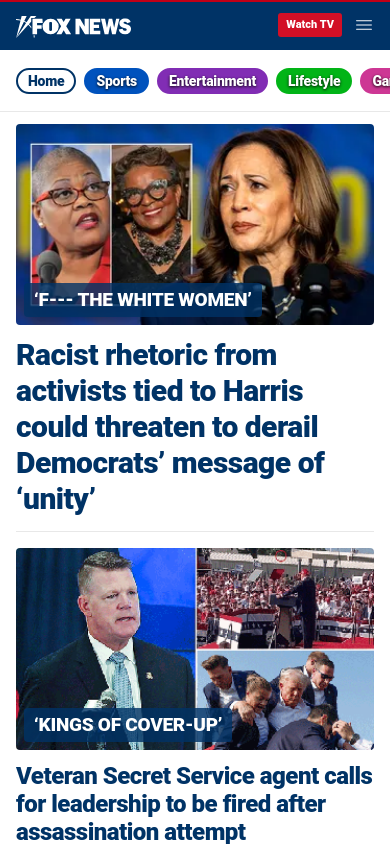 FOX NEWS
Watch TV
Home
Sports
Entertainment
Lifestyle
‘F--- THE WHITE WOMEN’
Racist rhetoric from
activists tied to Harris
could threaten to derail
Democrats’ message of
‘unity’
‘KINGS OF COVER-UP’
Veteran Secret Service agent calls
for leadership to be fired after
assassination attempt